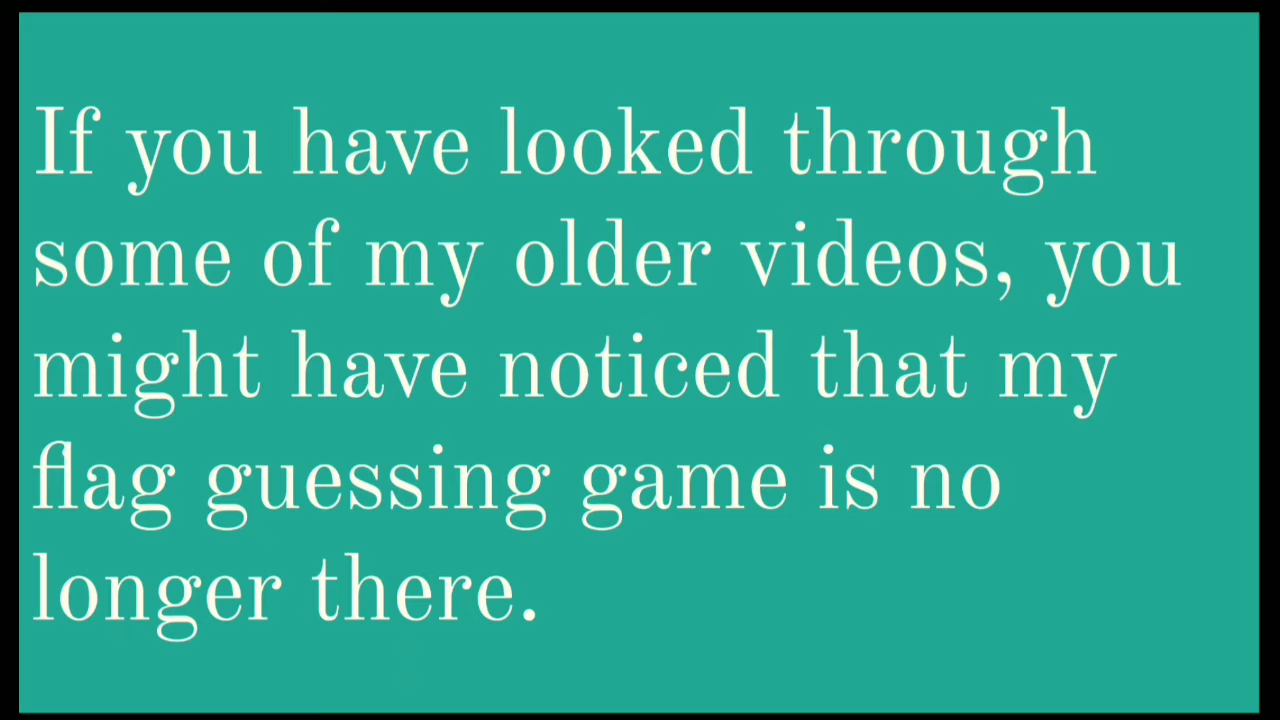 If you have looked through
some of my older videos, you
might have noticed that my
flag guessing game is no
longer there.